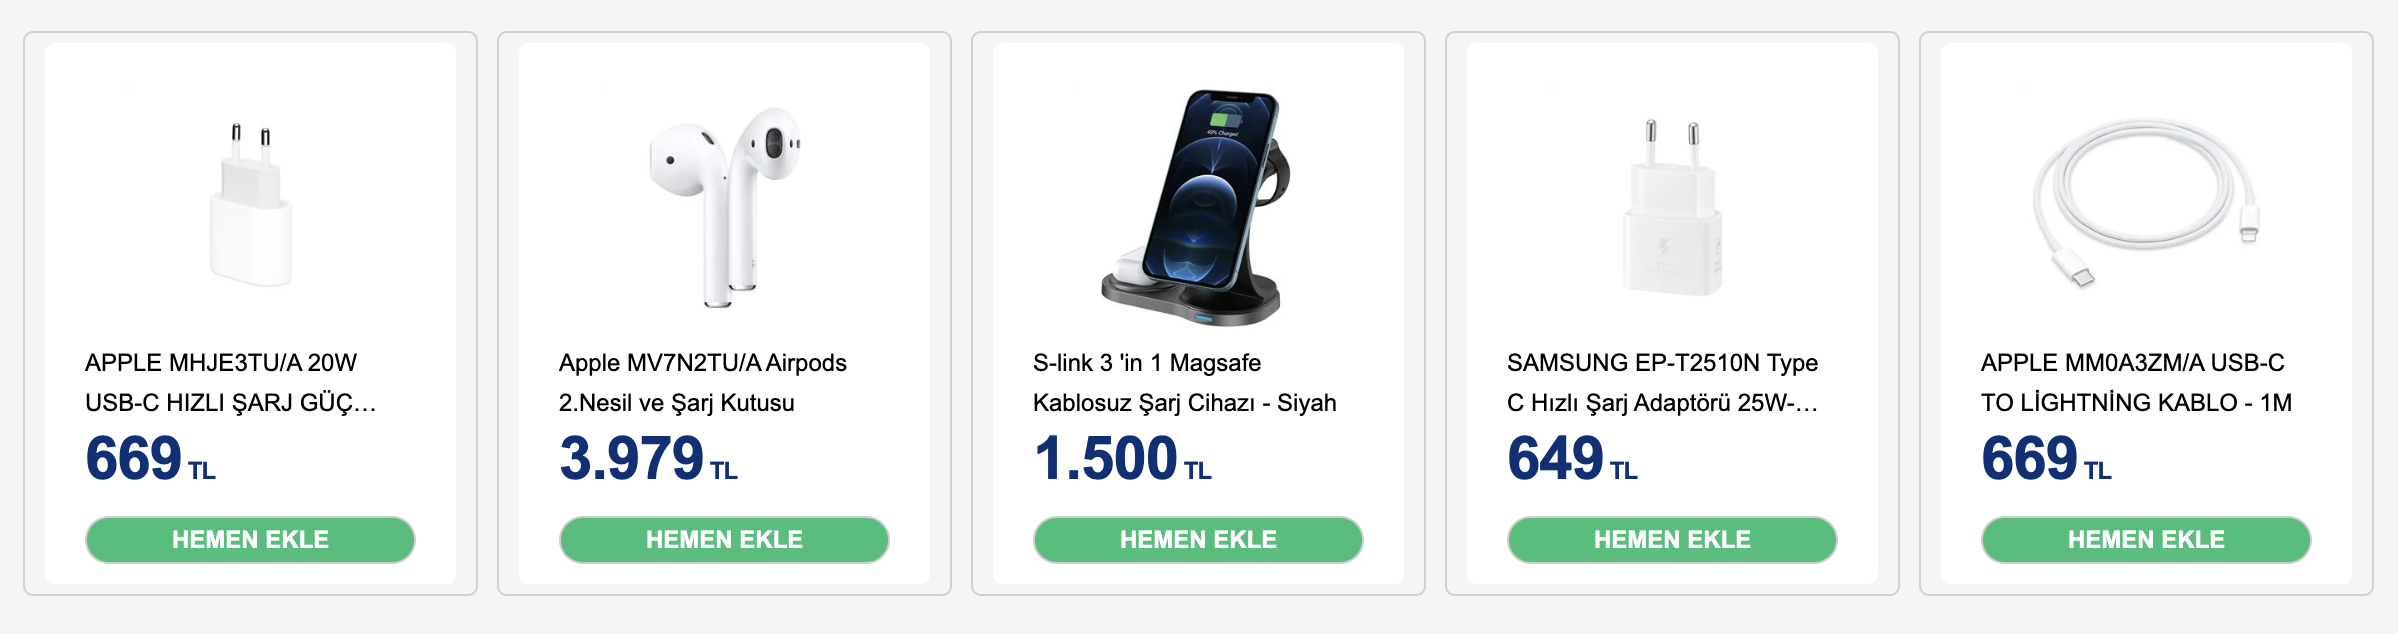 APPLE MHJE3TU/A 20W
USB-C HIZLI ŞARJ GÜÇ…
669 TL
HEMEN EKLE
Apple MV7N2TU/A Airpods
2.Nesil ve Şarj Kutusu
3.979 TL
HEMEN EKLE
49% Charged
S-link 3 'in 1 Magsafe
Kablosuz Şarj Cihazı - Siyah
1.500 TL
HEMEN EKLE
SAMSUNG EP-T2510N Type
C Hızlı Şarj Adaptörü 25W-…
649 TL
HEMEN EKLE
APPLE MM0A3ZM/A USB-C
TO LİGHTNİNG KABLO - 1M
669 TL
HEMEN EKLE